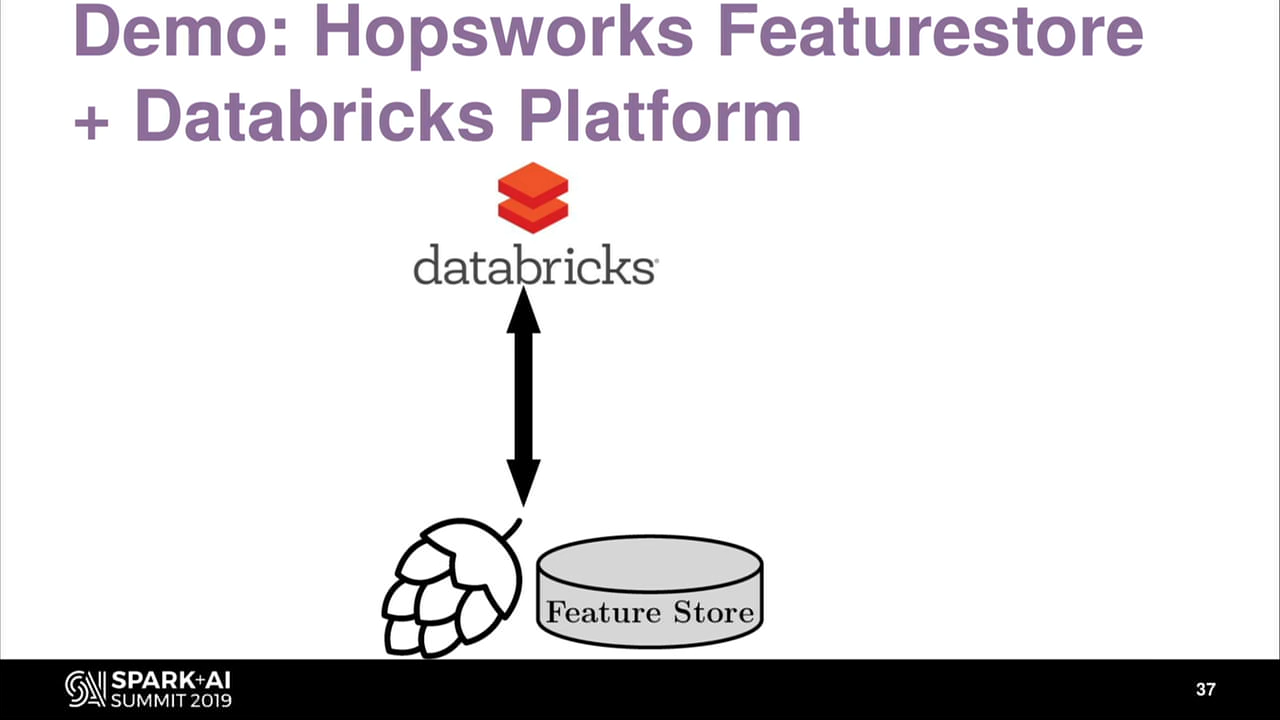 Demo: Hopsworks Featurestore
+ Databricks Platform
databricks
Feature Store
SPARK+AI
SUMMIT 2019
37